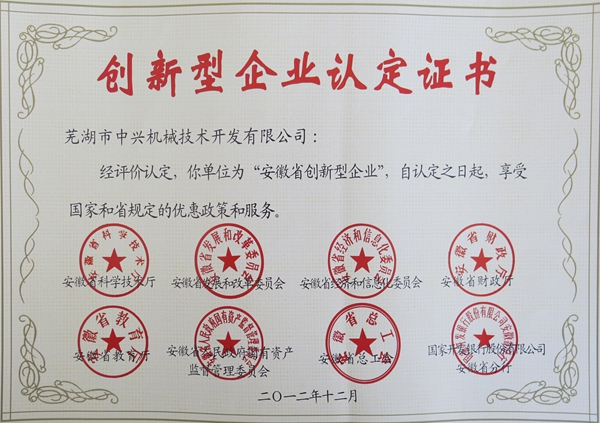 创新型企业认定证书
芜湖市中兴机械技术开发有限公司：
经评价认定，你单位为“安徽省创新型企业”，自认定之日起，享受
国家和省规定的优惠政策和服务。
安徽省科学技术厅 安徽省发展和改革委员会 安徽省经济和信息化委员会 安徽省财政厅
安徽省教育厅 安徽省人民政府国有资产 安徽省总工会 国家开发银行股份有限公司
监督管理委员会 安徽省分行
二〇一二年十二月